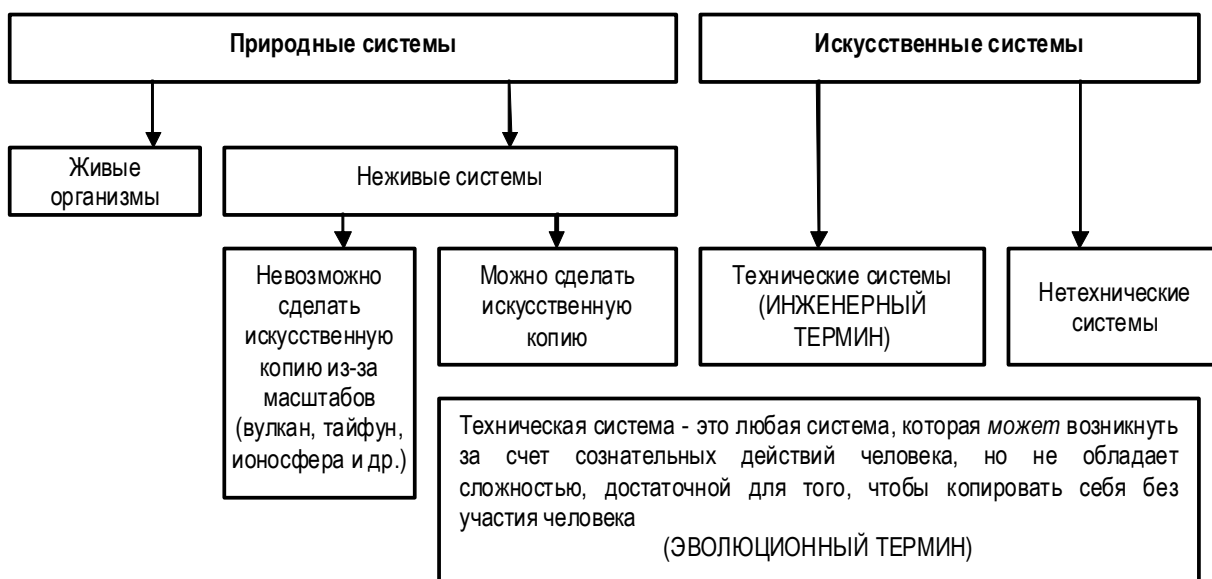 Природные системы
Искусственные системы
Живые
организмы
Неживые системы
Невозможно
сделать
искусственную
копию из-за
масштабов
(вулкан, тайфун,
ионосфера и др.)
Можно сделать
искусственную
копию
Технические системы
(ИНЖЕНЕРНЫЙ
ТЕРМИН)
Нетехнические
системы
Техническая система - это любая система, которая может возникнуть
за счет сознательных действий человека, но не обладает
сложностью, достаточной для того, чтобы копировать себя без
участия человека
(ЭВОЛЮЦИОННЫЙ ТЕРМИН)